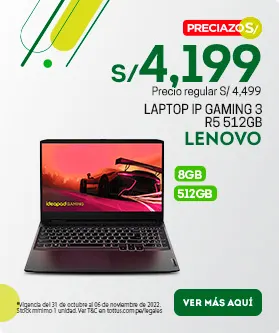 PRECIAZO S/
S/4,199
Precio regular S/ 4,499
LAPTOP IP GAMING 3
R5 512GB
LENOVO
8GB
512GB
ideapad GAMING
*Vigencia del 31 de octubre al 06 de noviembre de 2022.
Stock mínimo 1 unidad. Ver T&C en tottus.com.pe/legales
VER MÁS AQUÍ